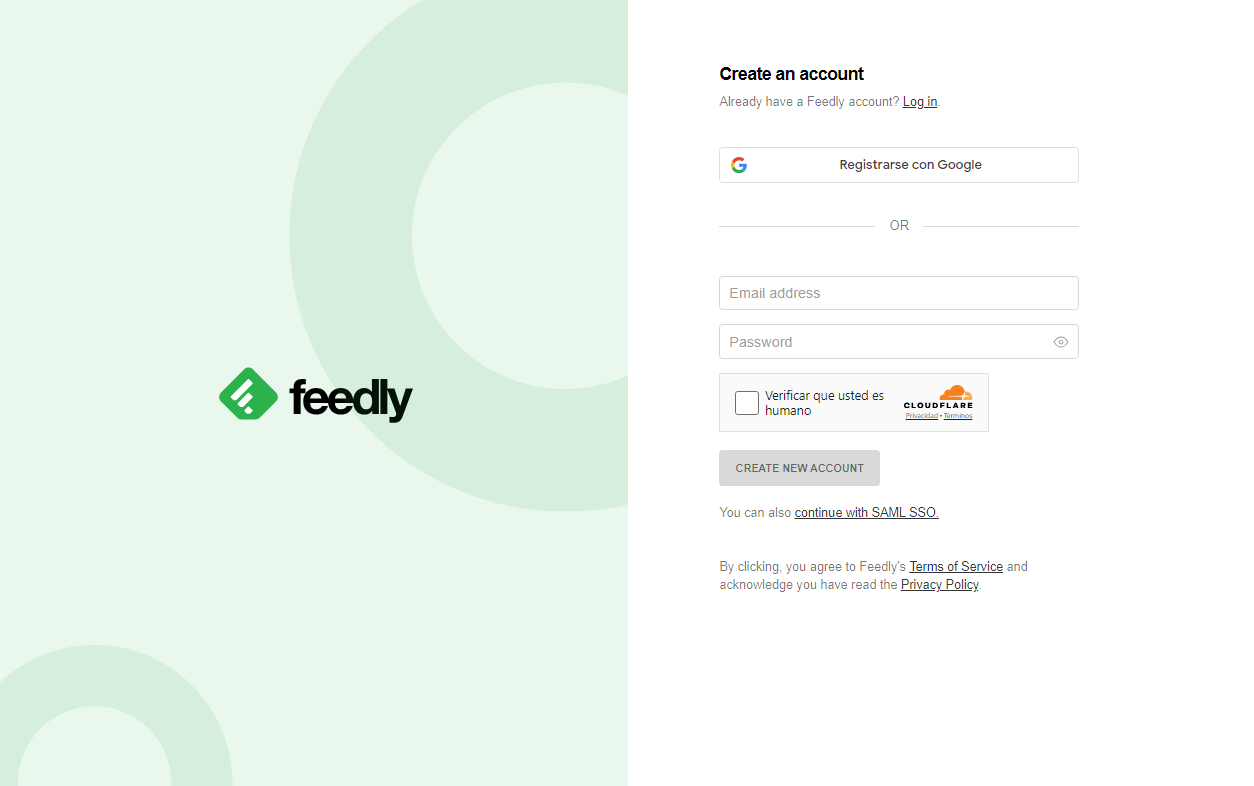 Create an account
Already have a Feedly account? Log in.
Registrarse con Google
OR
Email address
Password
feedly
Verificar que usted es
humano
CLOUDFLARE
Privacidad • Términos
CREATE NEW ACCOUNT
You can also continue with SAML SSO.
By clicking, you agree to Feedly's Terms of Service and
acknowledge you have read the Privacy Policy.